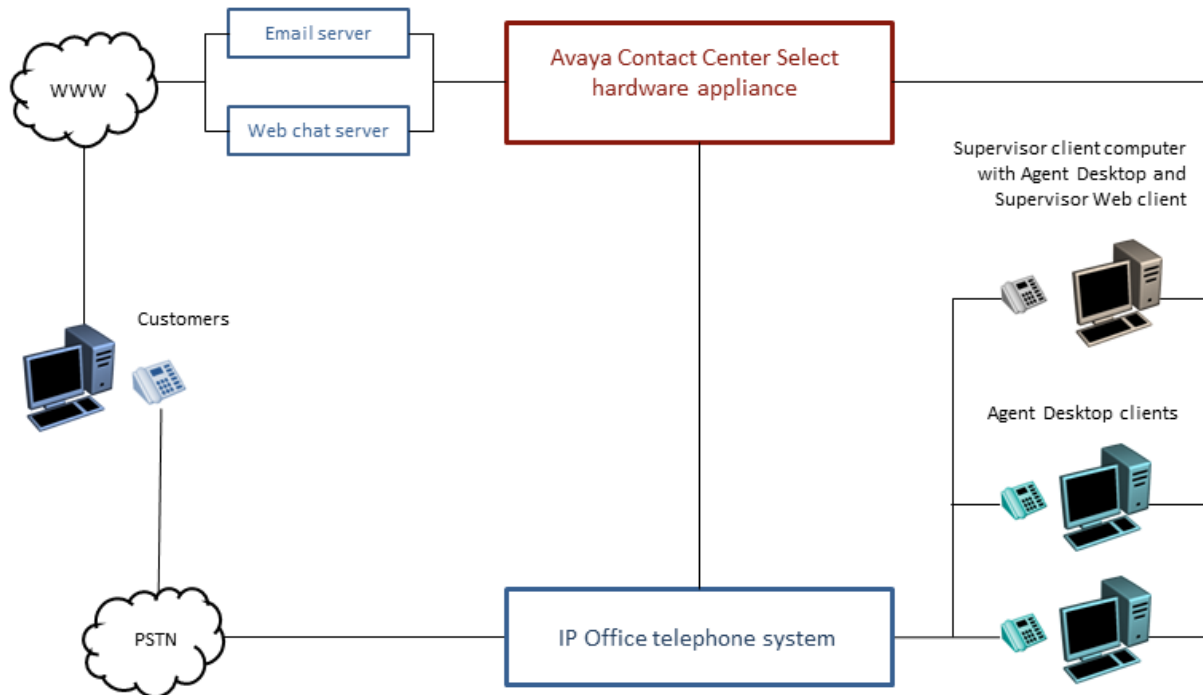 Email server
WWW
Web chat server
Avaya Contact Center Select
hardware appliance
Supervisor client computer
with Agent Desktop and
Supervisor Web client
Customers
Agent Desktop clients
PSTN
IP Office telephone system